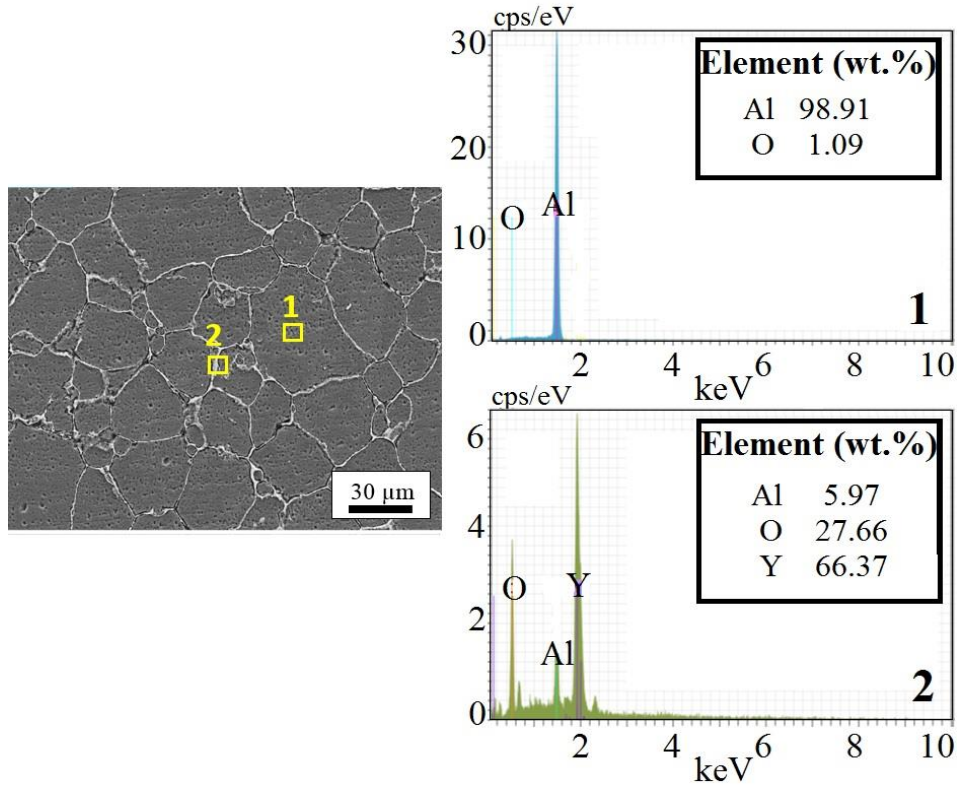 cps/eV
30
20
10
0
Element (wt.%)
Al 98.91
O 1.09
O
Al
1
2 4 6 8 10
keV
1
2
30 µm
cps/eV
6
4
2
0
Element (wt.%)
Al 5.97
O 27.66
Y 66.37
O
Al
Y
2
2 4 6 8 10
keV